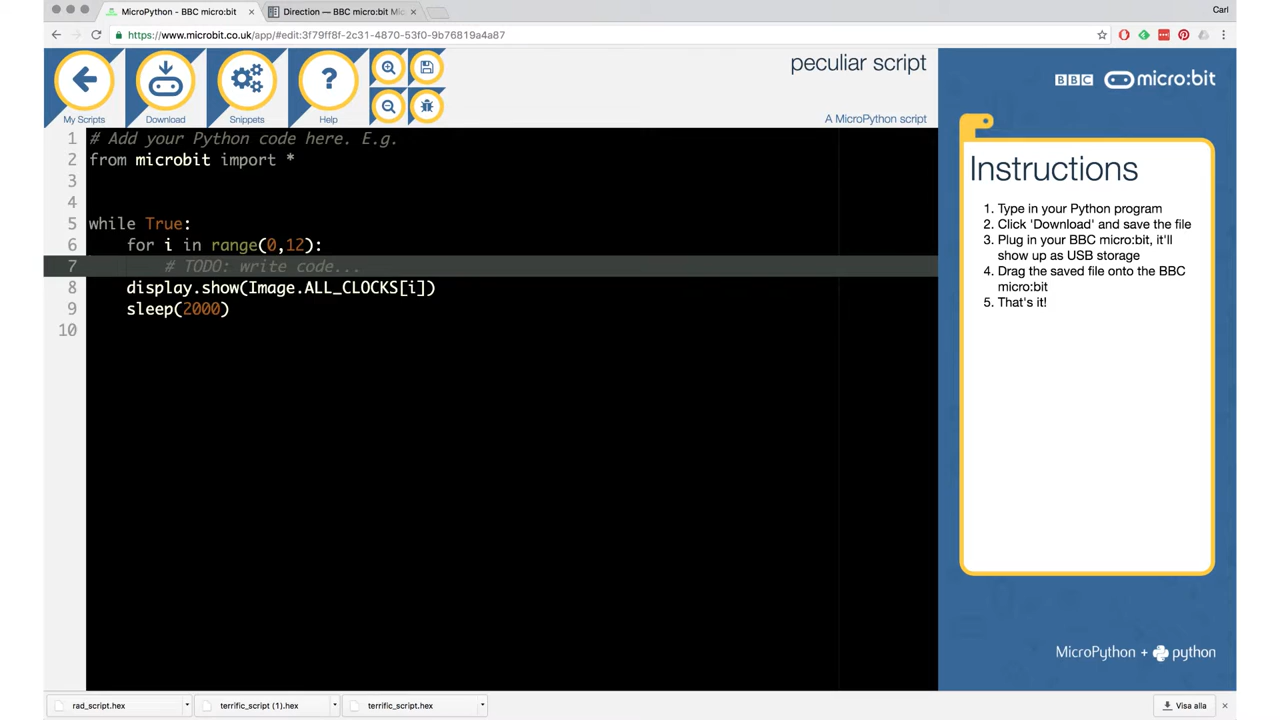 MicroPython - BBC micro:bit
Direction — BBC micro:bit Mic
Carl
https://www.microbit.co.uk/app/#edit:3f79ff8f-2c31-4870-53f0-9b76819a4a87
My Scripts
Download
Snippets
?
Help
peculiar script
A MicroPython script
BBC micro:bit
1 # Add your Python code here. E.g.
2 from microbit import *
3
4
5 while True:
6 for i in range(0,12):
7 # TODO: write code...
8 display.show(Image.ALL_CLOCKS[i])
9 sleep(2000)
10
Instructions
1. Type in your Python program
2. Click 'Download' and save the file
3. Plug in your BBC micro:bit, it'll
show up as USB storage
4. Drag the saved file onto the BBC
micro:bit
5. That's it!
MicroPython + python
rad_script.hex
terrific_script (1).hex
terrific_script.hex
Visa alla